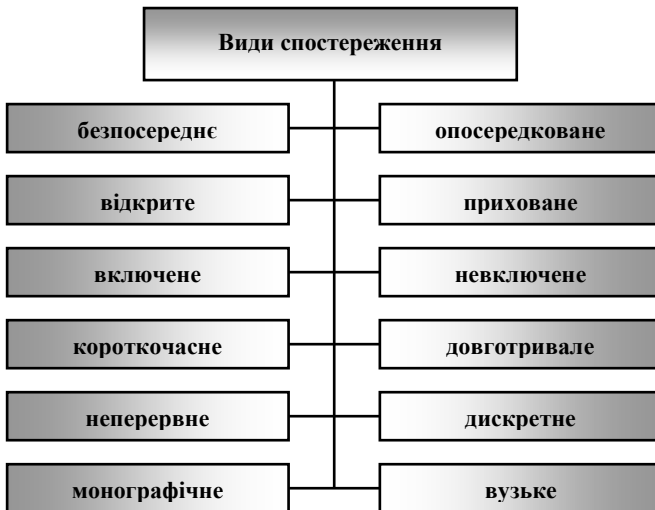 Види спостереження
безпосереднє
опосередковане
відкрите
приховане
включене
невключене
короткочасне
довготривале
неперервне
дискретне
монографічне
вузьке